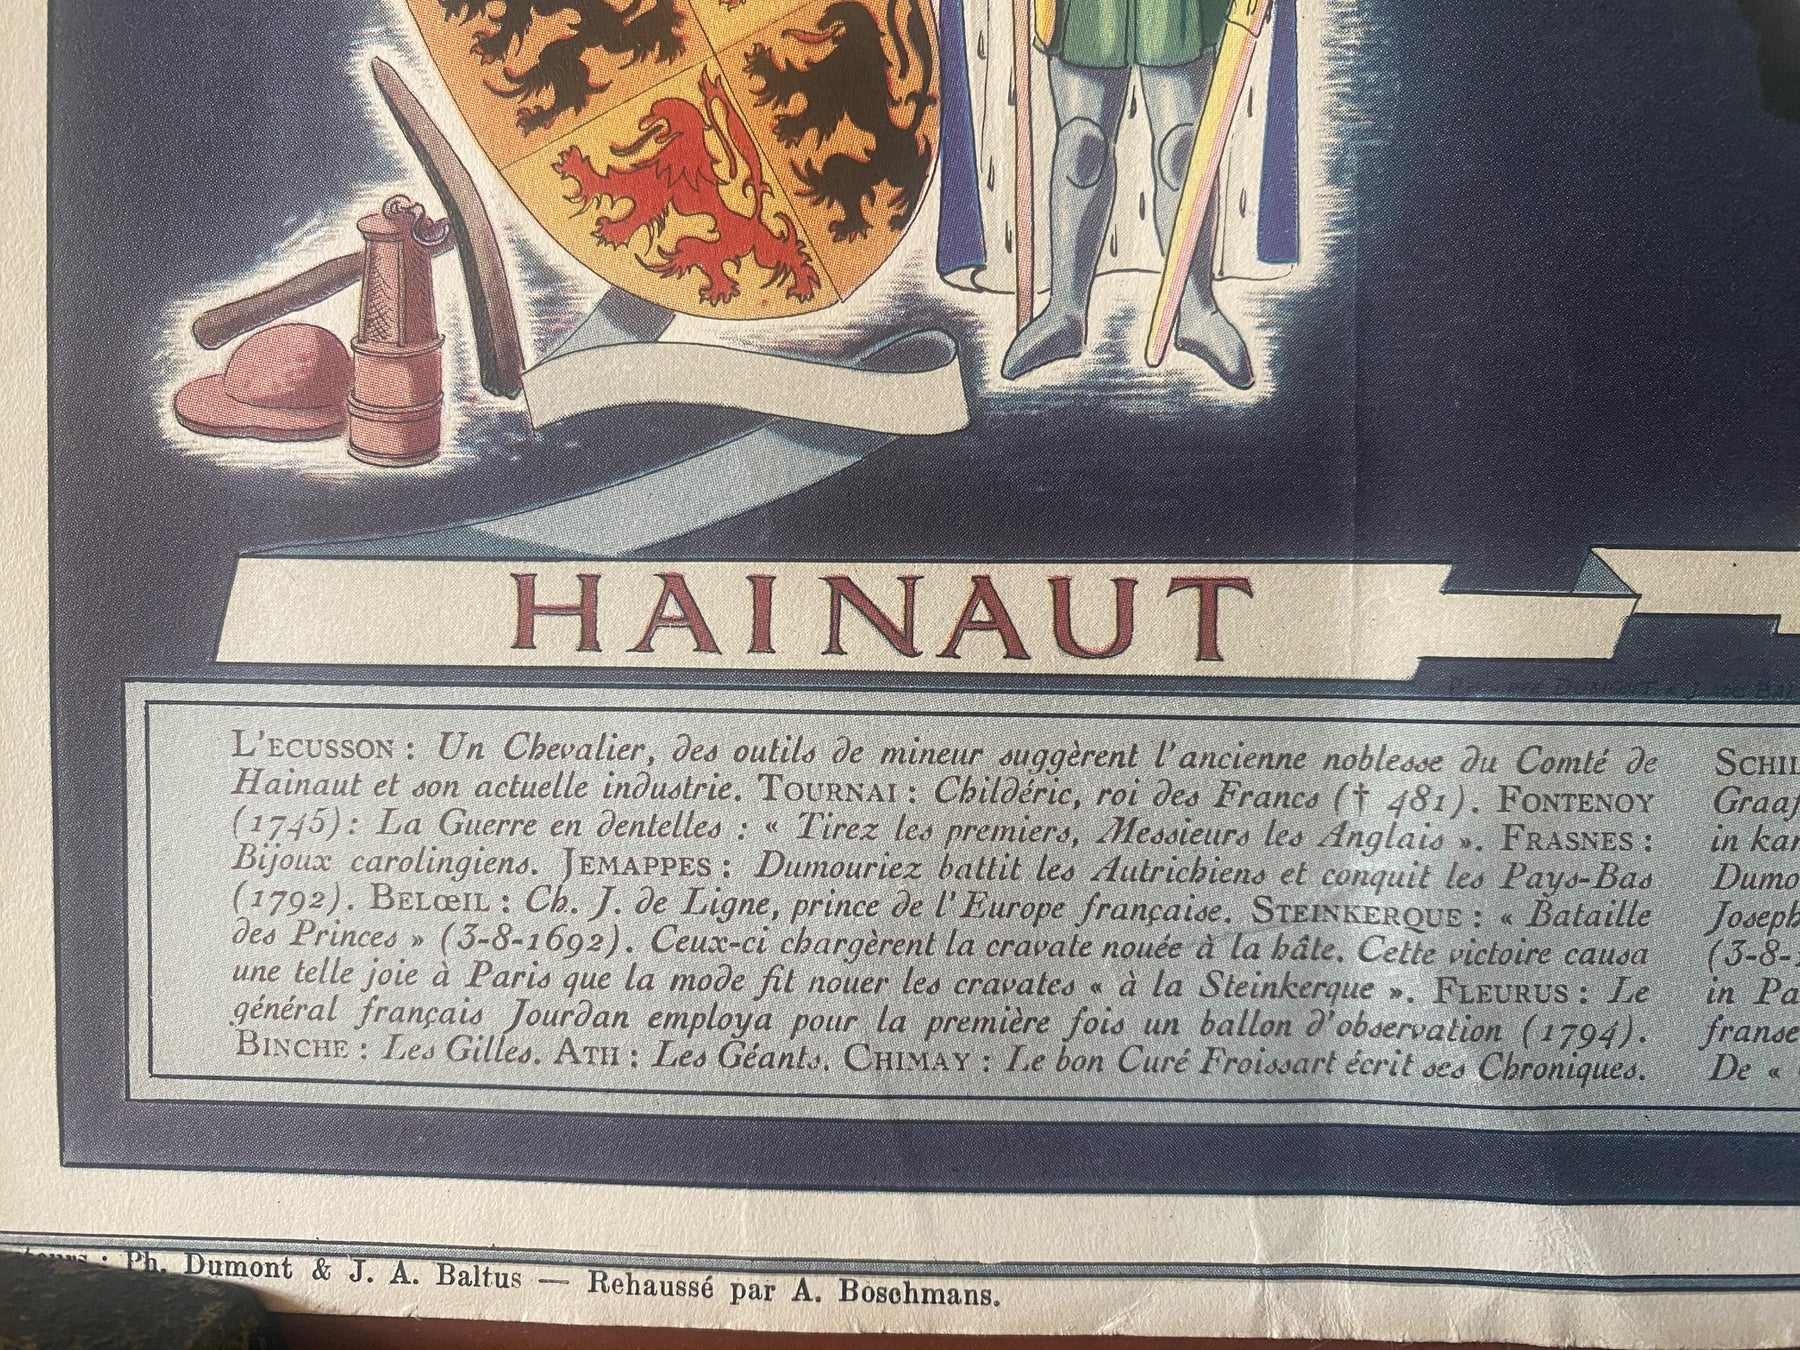 HAINAUT
L'ECUSSON : Un Chevalier, des outils de mineur suggèrent l'ancienne noblesse du Comté de
Hainaut et son actuelle industrie. TOURNAI : Childéric, roi des Francs († 481). FONTENOY
(1745) : La Guerre en dentelles : « Tirez les premiers, Messieurs les Anglais ». FRASNES :
Bijoux carolingiens. JEMAPPES : Dumouriez battit les Autrichiens et conquit les Pays-Bas
(1792). BELŒIL : Ch. J. de Ligne, prince de l'Europe française. STEINKERQUE : « Bataille
des Princes » (3-8-1692). Ceux-ci chargèrent la cravate nouée à la hâte. Cette victoire causa
une telle joie à Paris que la mode fit nouer les cravates « à la Steinkerque ». FLEURUS : Le
général français Jourdan employa pour la première fois un ballon d'observation (1794).
BINCHE : Les Gilles. ATH : Les Géants. CHIMAY : Le bon Curé Froissart écrit ses Chroniques.
SCHIL
Graaf
in kan
Dumo
Joseph
(3-8-1
in Pa
franse
De «
Ph. Dumont & J. A. Baltus — Rehaussé par A. Boschmans.